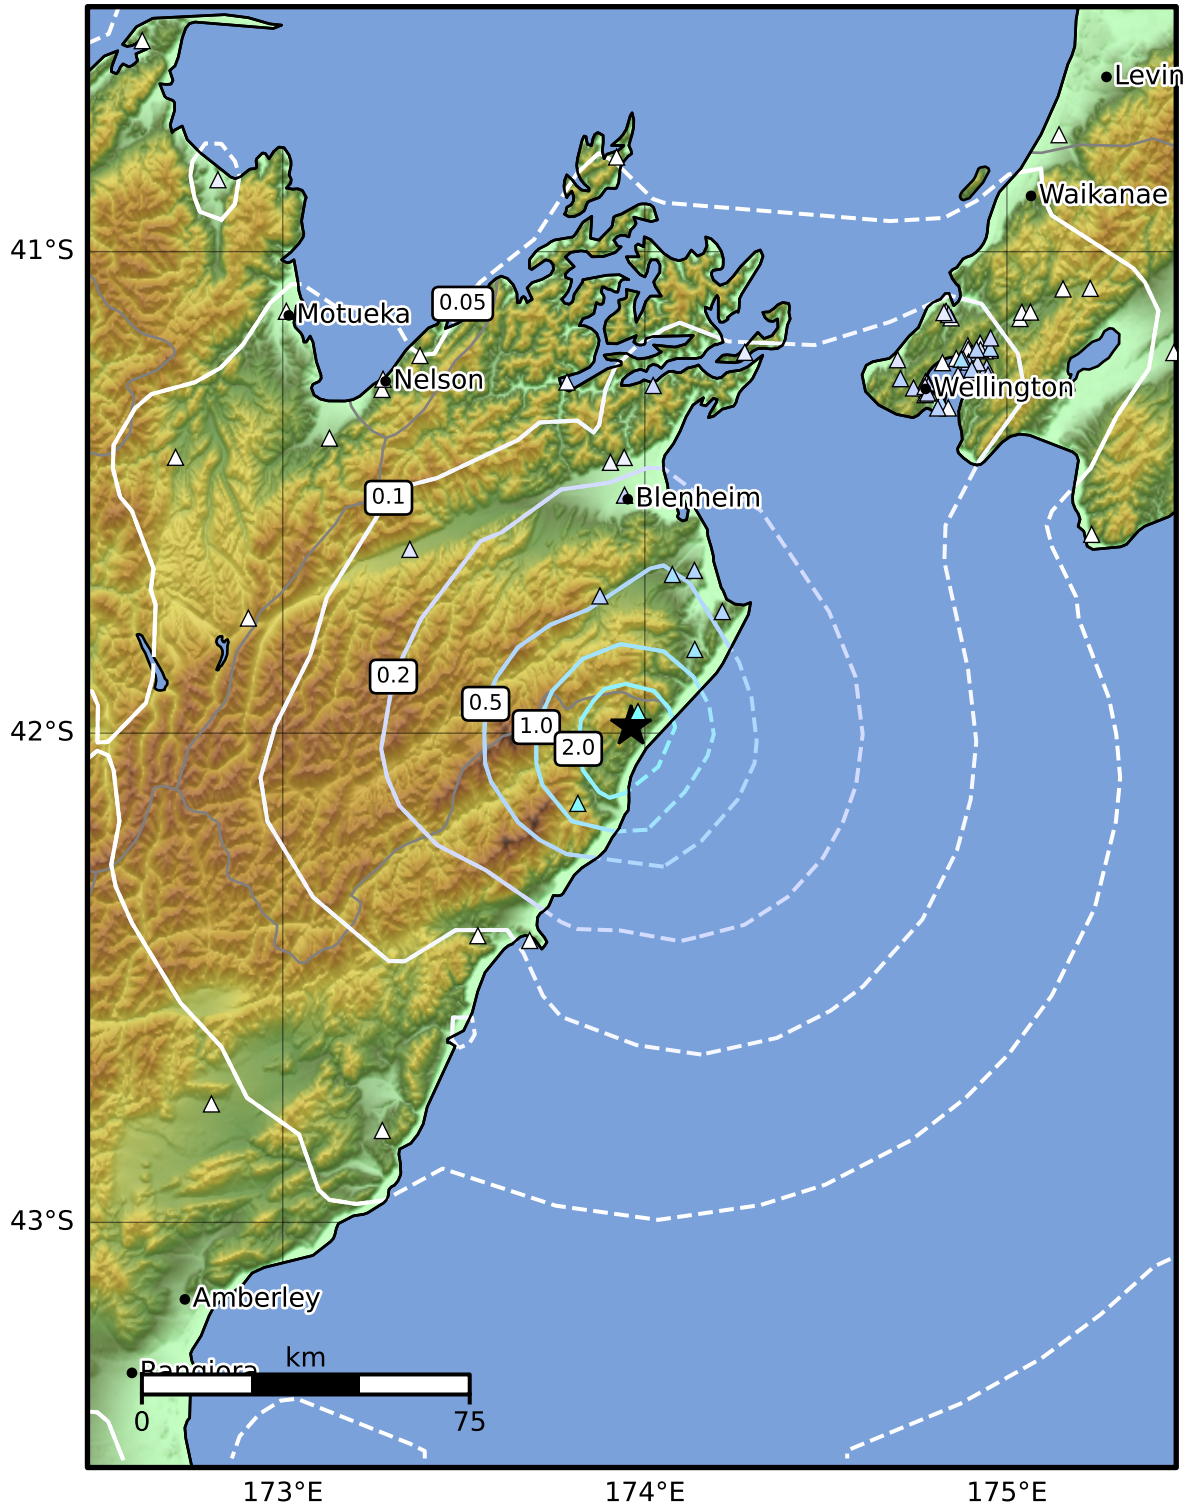 Levin
Waikanae
41°S
0.05
Motueka
Nelson
Wellington
0.1
Blenheim
0.2
0.5
1.0
42°S
2.0
43°S
Amberley
km
Rangiora
0
75
173°E
174°E
175°E